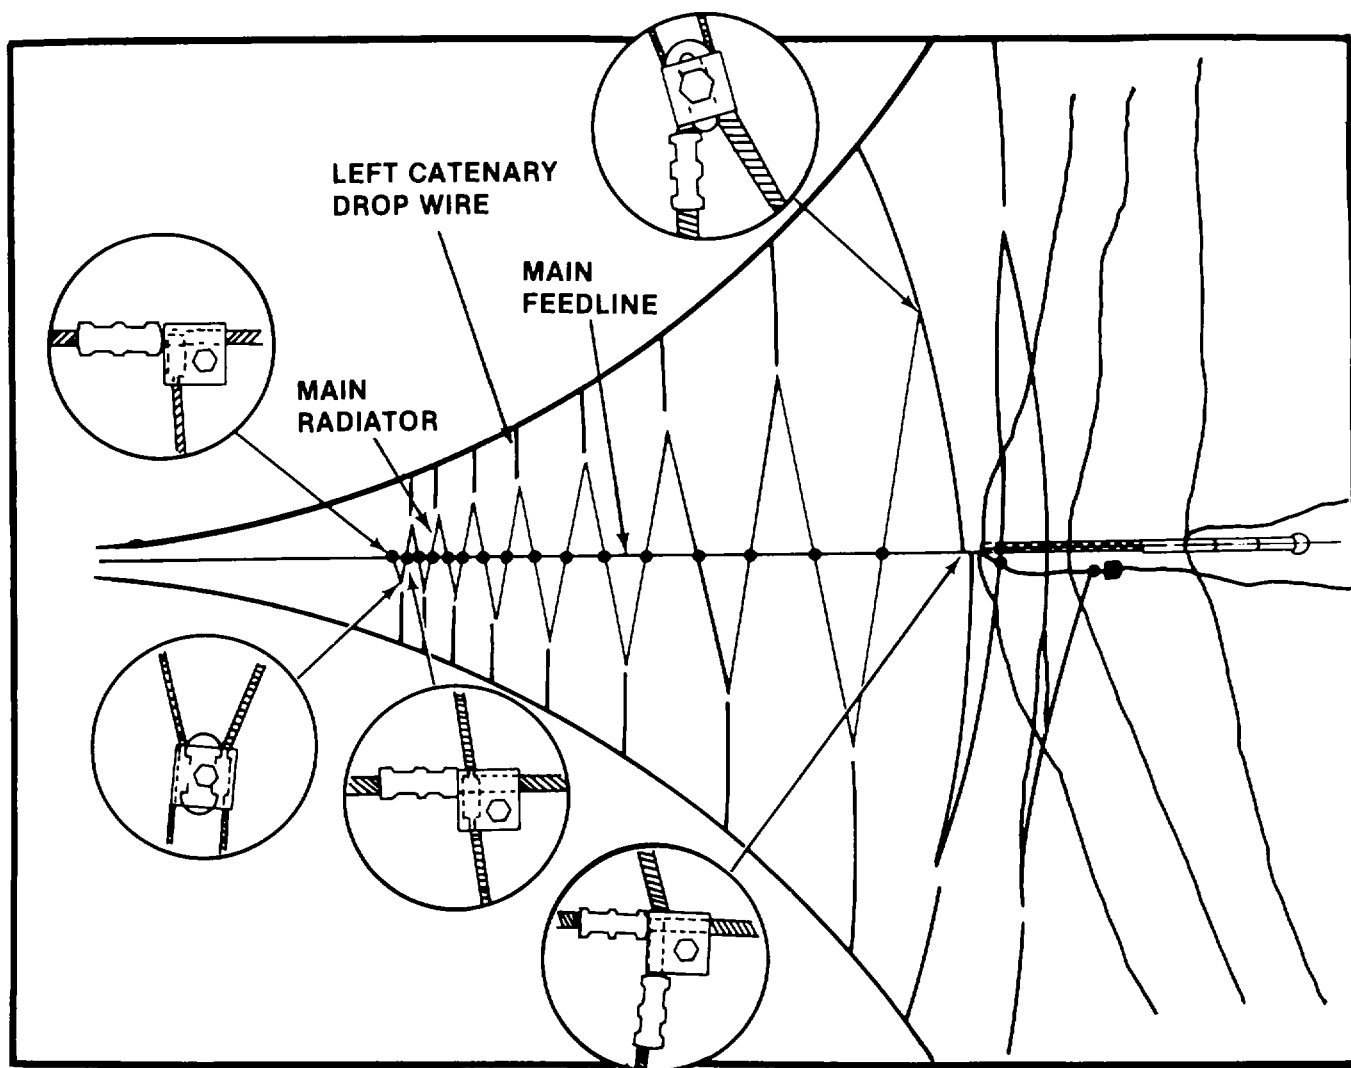 LEFT CATENARY
DROP WIRE
MAIN
FEEDLINE
MAIN
RADIATOR